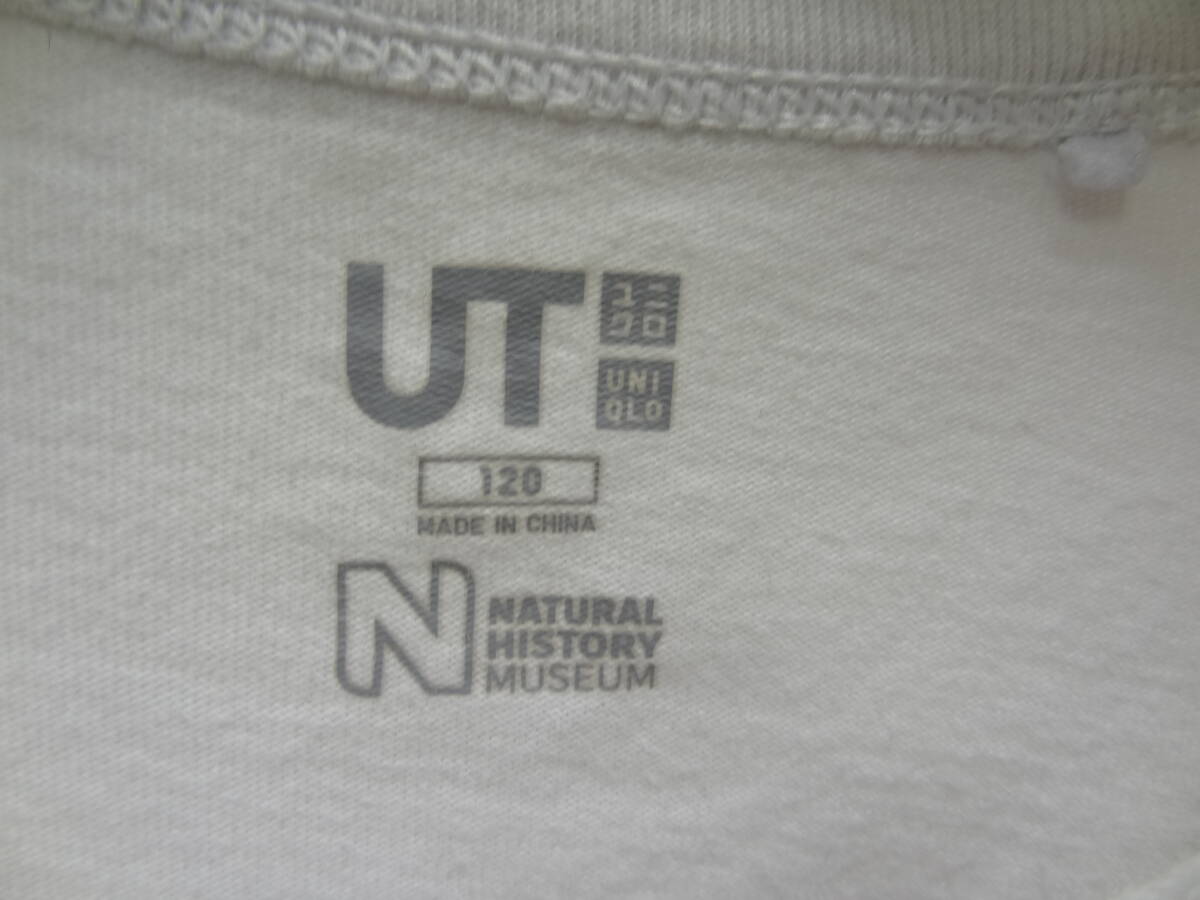 UT
ユニ
クロ
UNI
QLO
120
MADE IN CHINA
N
NATURAL
HISTORY
MUSEUM